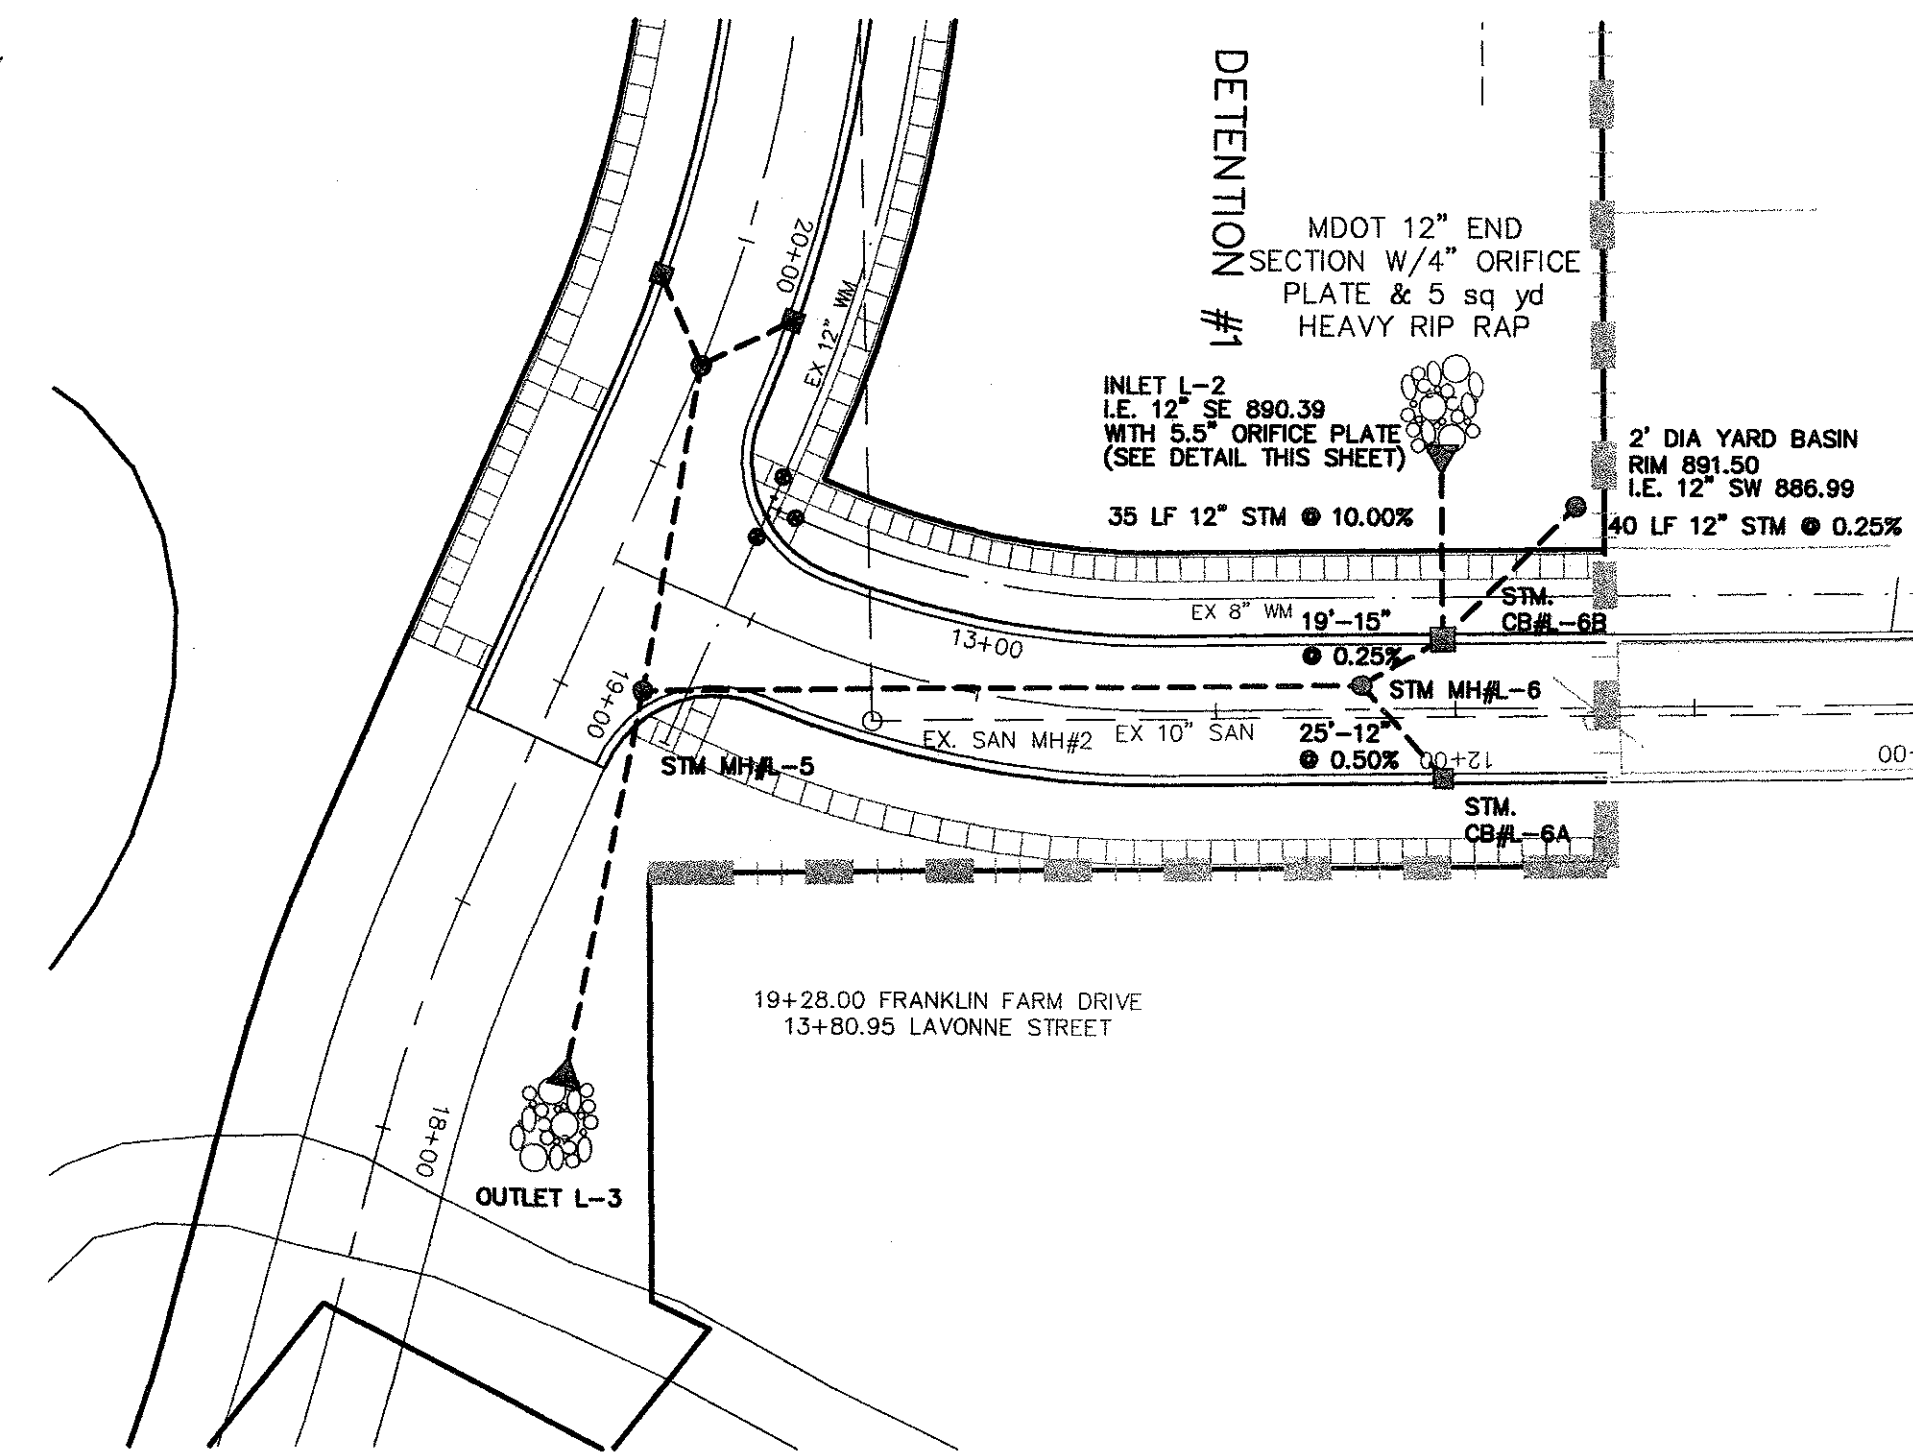 DETENTION #1
MDOT 12" END
SECTION W/4" ORIFICE
PLATE & 5 sq yd
HEAVY RIP RAP
20+00
EX 12" WM
INLET L-2
I.E. 12" SE 890.39
WITH 5.5" ORIFICE PLATE
(SEE DETAIL THIS SHEET)
2' DIA YARD BASIN
RIM 891.50
I.E. 12" SW 886.99
35 LF 12" STM @ 10.00%
40 LF 12" STM @ 0.25%
STM.
CB#L-6B
EX 8" WM
19'-15"
@ 0.25%
13+00
STM MH#L-6
19+00
EX. SAN MH#2
EX 10" SAN
25'-12"
@ 0.50%
12+00
00+
STM MH#L-5
STM.
CB#L-6A
19+28.00 FRANKLIN FARM DRIVE
13+80.95 LAVONNE STREET
18+00
OUTLET L-3